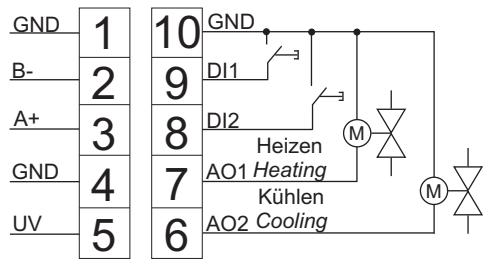 GND 1 10 GND
B- 2 9 DI1
A+ 3 8 DI2
Heizen
M
GND 4 7 AO1 Heating
Kühlen
M
UV 5 6 AO2 Cooling